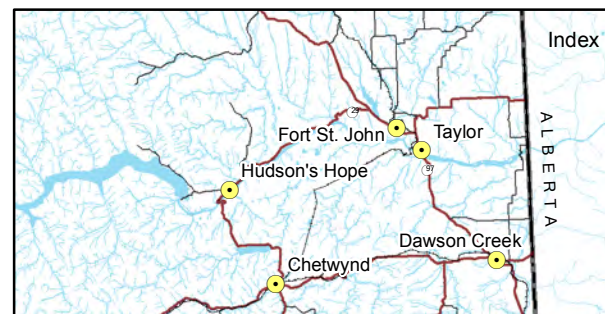 Index
29
Fort St. John
Taylor
97
Hudson's Hope
ALBERTA
Dawson Creek
Chetwynd